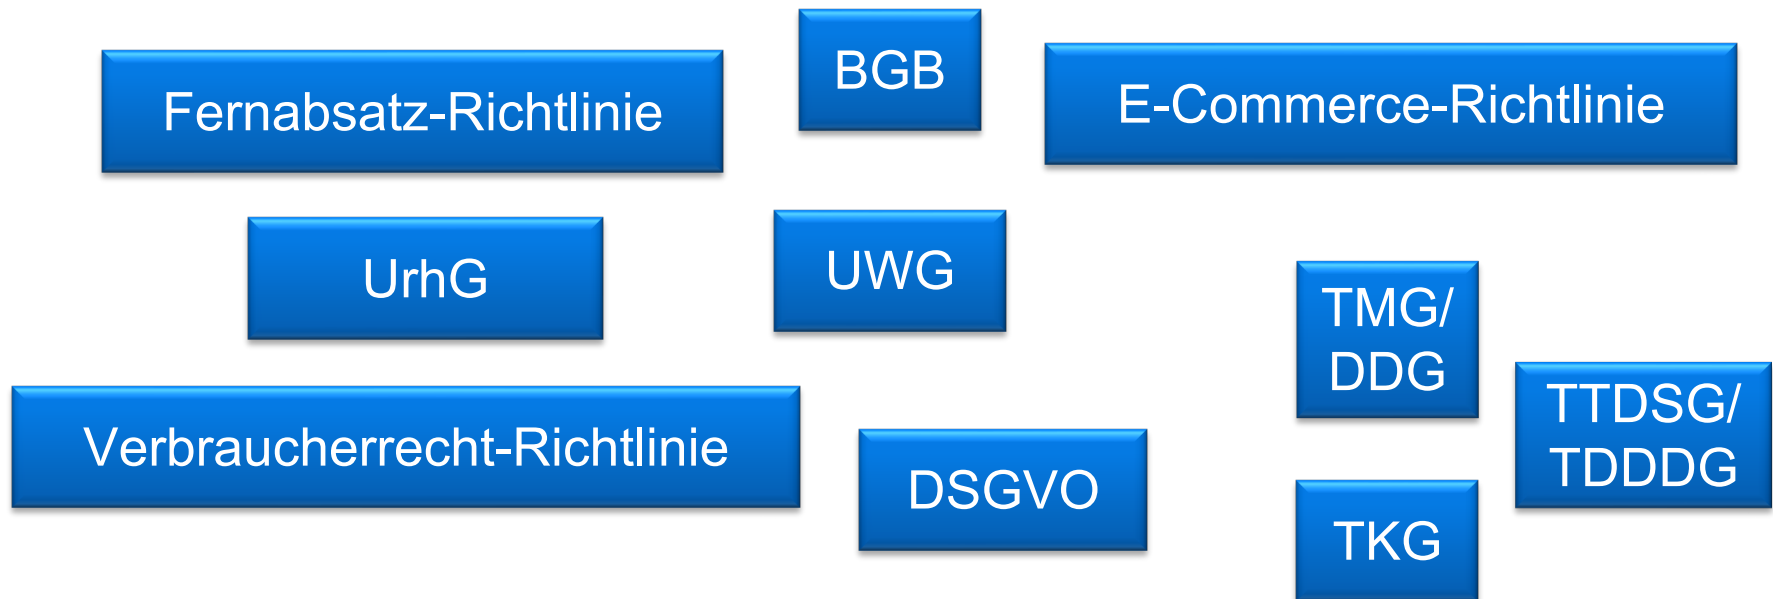 BGB
Fernabsatz-Richtlinie
E-Commerce-Richtlinie
UrhG
UWG
TMG/
DDG
TTDSG/
TDDDG
Verbraucherrecht-Richtlinie
DSGVO
TKG